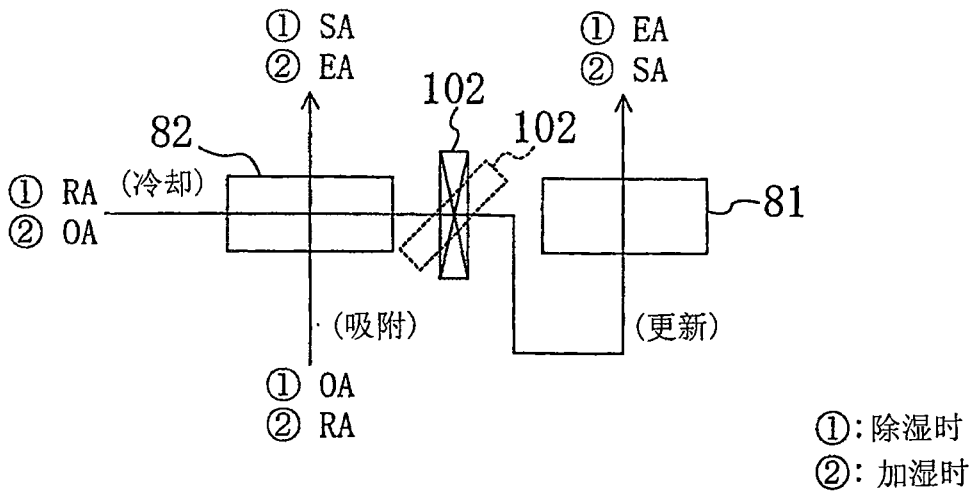 ① SA
② EA
① EA
② SA
102
102
82
① RA (冷却)
② OA
81
(吸附)
(更新)
① OA
② RA
①: 除湿时
②: 加湿时